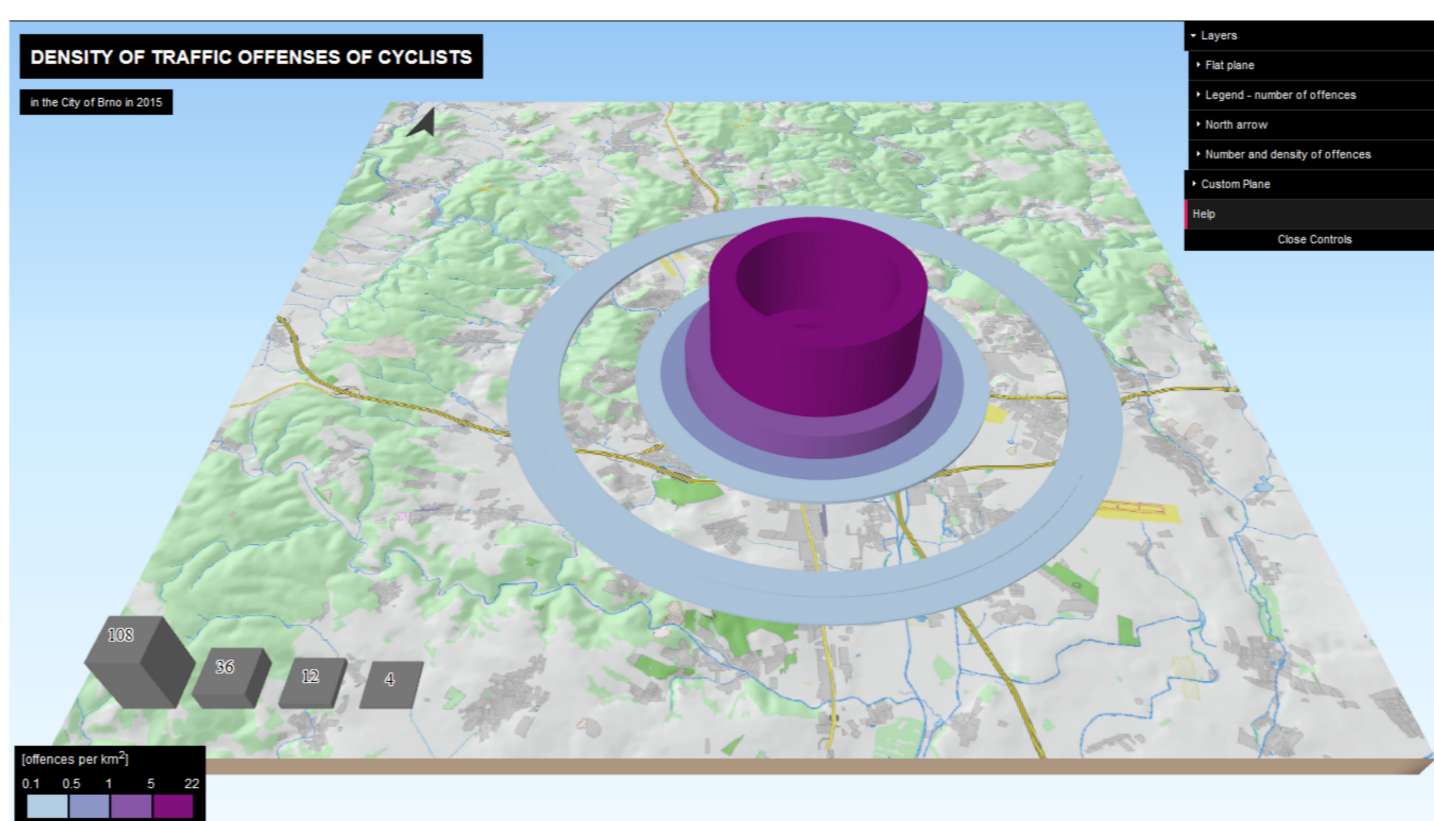 DENSITY OF TRAFFIC OFFENSES OF CYCLISTS
in the City of Brno in 2015
Layers
Flat plane
Legend - number of offences
North arrow
Number and density of offences
Custom Plane
Help
Close Controls
108
36
12
4
[offences per km²]
0.1 0.5 1 5 22